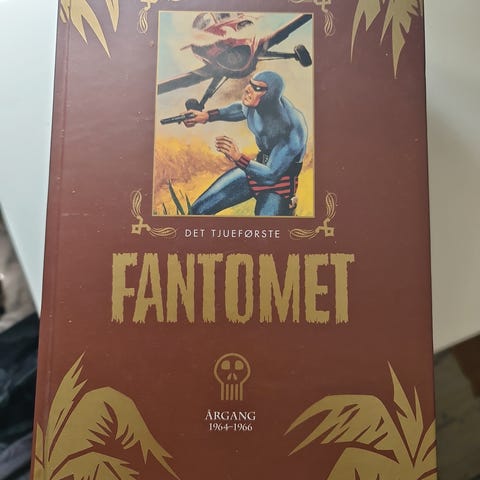 DET TJUEFØRSTE
FANTOMET
ÅRGANG
1964–1966